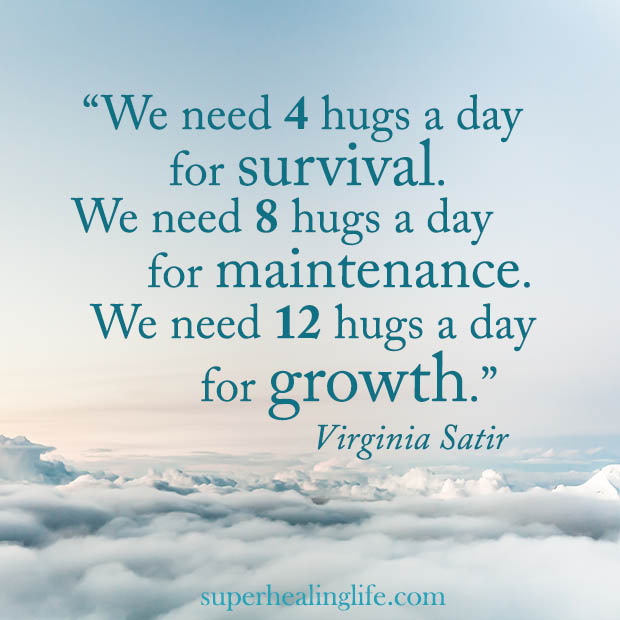 “We need 4 hugs a day
for survival.
We need 8 hugs a day
for maintenance.
We need 12 hugs a day
for growth.”
Virginia Satir
superhealinglife.com